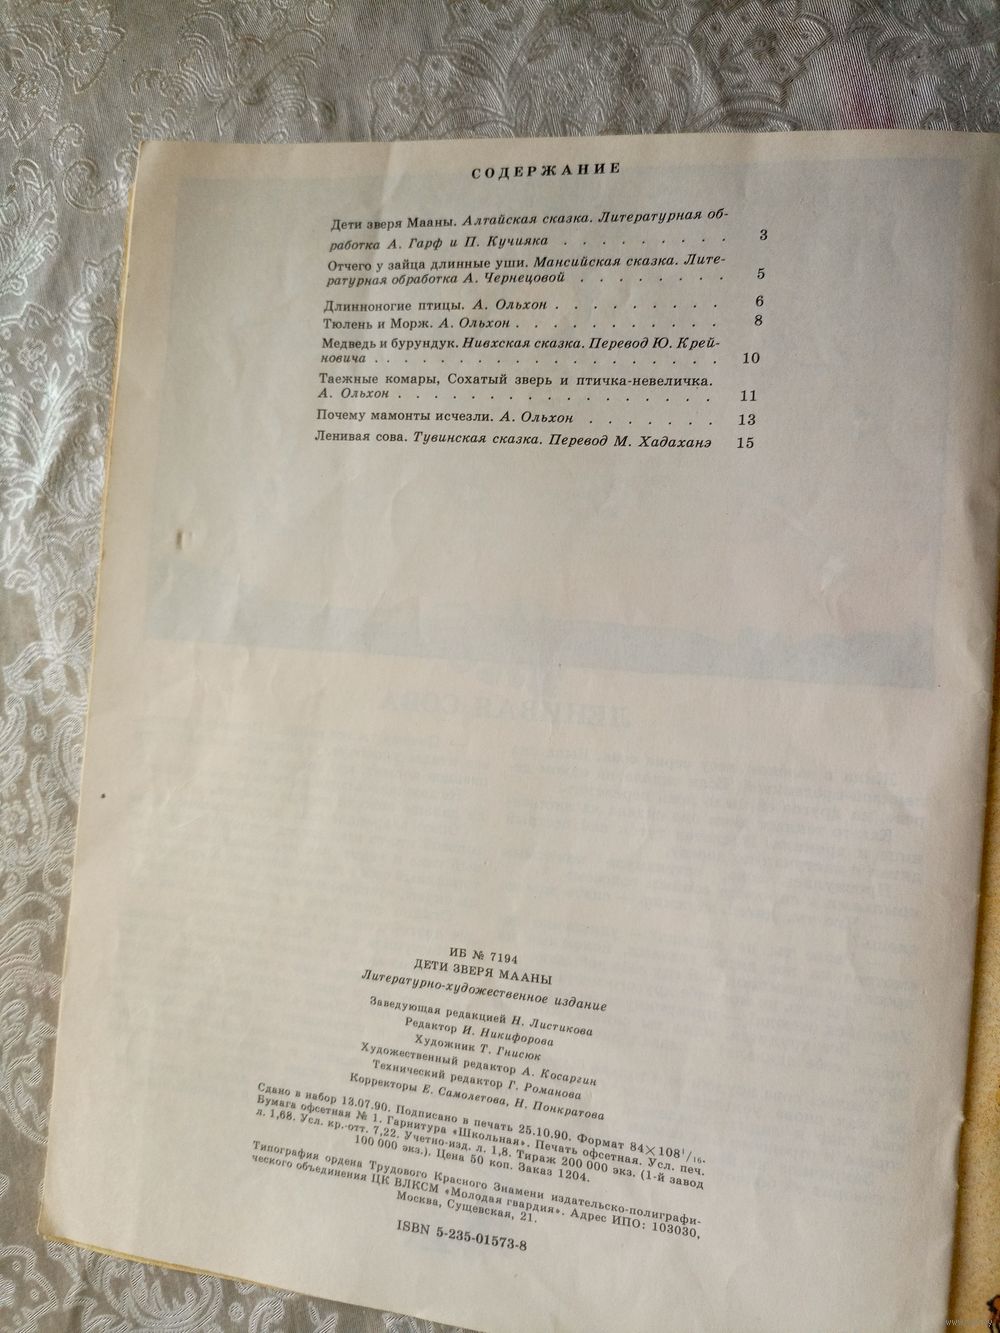 СОДЕРЖАНИЕ
Дети зверя Мааны. Алтайская сказка. Литературная об-
работка А. Гарф и П. Кучияка . . . . . . . . . 3
Отчего у зайца длинные уши. Мансийская сказка. Лите-
ратурная обработка А. Чернецовой . . . . . . . . 5
Длинноногие птицы. А. Ольхон . . . . . . . . . 6
Тюлень и Морж. А. Ольхон . . . . . . . . . . . 8
Медведь и бурундук. Нивхская сказка. Перевод Ю. Крей-
новича . . . . . . . . . . . . . . . . . . 10
Таежные комары, Сохатый зверь и птичка-невеличка.
А. Ольхон . . . . . . . . . . . . . . . . . 11
Почему мамонты исчезли. А. Ольхон . . . . . . . 13
Ленивая сова. Тувинская сказка. Перевод М. Хадаханэ 15
ЛЕНИВАЯ СОВА
ИБ № 7194
ДЕТИ ЗВЕРЯ МААНЫ
Литературно-художественное издание
Заведующая редакцией Н. Листикова
Редактор И. Никифорова
Художник Т. Гнисюк
Художественный редактор А. Косаргин
Технический редактор Г. Романова
Корректоры Е. Самолетова, Н. Понкратова
Сдано в набор 13.07.90. Подписано в печать 25.10.90. Формат 84×108¹/₁₆.
Бумага офсетная № 1. Гарнитура «Школьная». Печать офсетная. Усл. печ.
л. 1,68. Усл. кр.-отт. 7,22. Учетно-изд. л. 1,8. Тираж 200 000 экз. (1-й завод
100 000 экз.). Цена 50 коп. Заказ 1204.
Типография ордена Трудового Красного Знамени издательско-полиграфи-
ческого объединения ЦК ВЛКСМ «Молодая гвардия». Адрес ИПО: 103030,
Москва, Сущевская, 21.
ISBN 5-235-01573-8